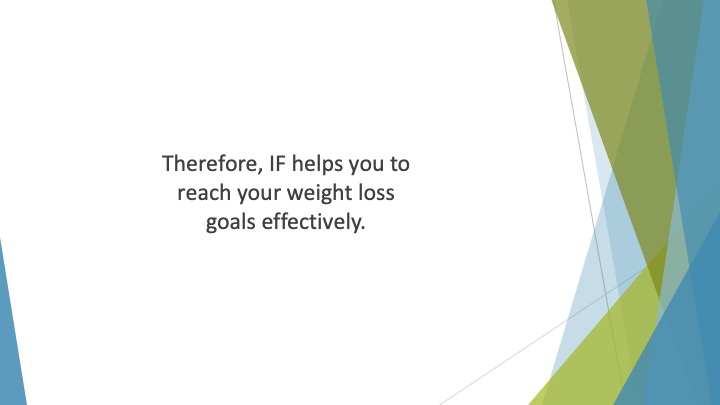 Therefore, IF helps you to
reach your weight loss
goals effectively.